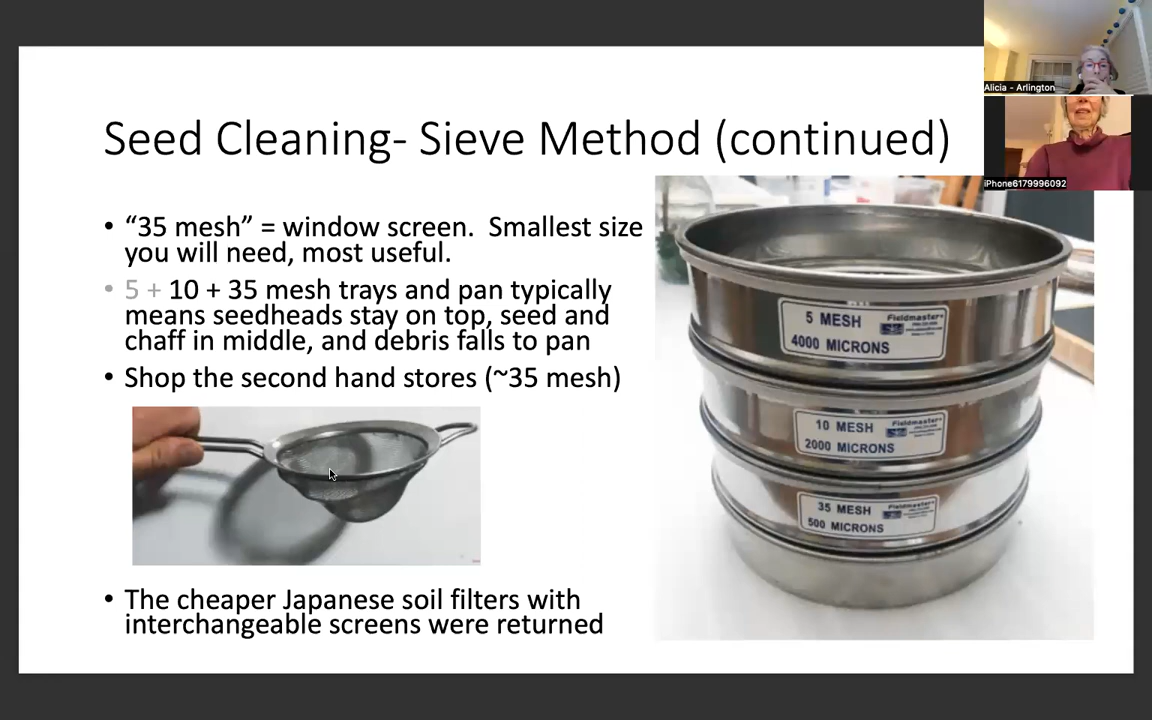 Seed Cleaning- Sieve Method (continued)
• “35 mesh” = window screen.  Smallest size
you will need, most useful.
• 5 + 10 + 35 mesh trays and pan typically
means seedheads stay on top, seed and
chaff in middle, and debris falls to pan
• Shop the second hand stores (~35 mesh)
• The cheaper Japanese soil filters with
interchangeable screens were returned
5 MESH
Fieldmaster
4000 MICRONS
10 MESH
Fieldmaster
2000 MICRONS
35 MESH
Fieldmaster
500 MICRONS
Alicia - Arlington
iPhone6179996092